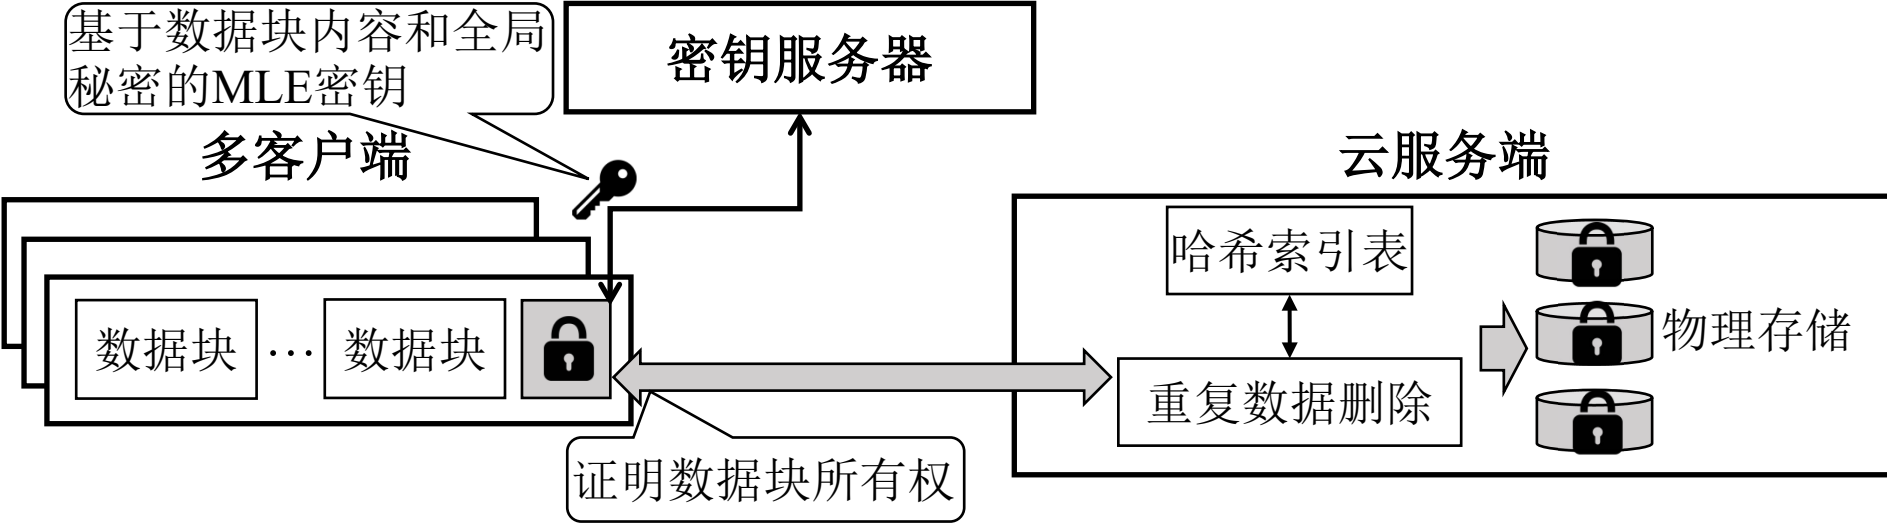 基于数据块内容和全局
秘密的MLE密钥
密钥服务器
多客户端
云服务端
哈希索引表
数据块 … 数据块
物理存储
重复数据删除
证明数据块所有权